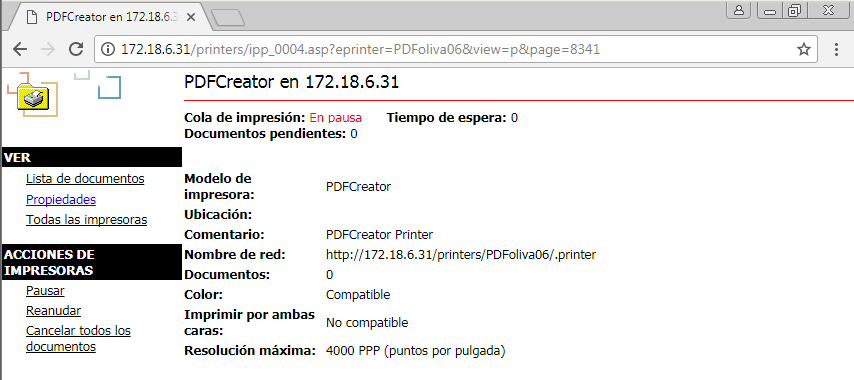 PDFCreator en 172.18.6.3
172.18.6.31/printers/ipp_0004.asp?eprinter=PDFoliva06&view=p&page=8341
PDFCreator en 172.18.6.31
Cola de impresión: En pausa Tiempo de espera: 0
Documentos pendientes: 0
VER
Lista de documentos
Propiedades
Todas las impresoras
ACCIONES DE
IMPRESORAS
Pausar
Reanudar
Cancelar todos los
documentos
Modelo de
impresora: PDFCreator
Ubicación:
Comentario: PDFCreator Printer
Nombre de red: http://172.18.6.31/printers/PDFoliva06/.printer
Documentos: 0
Color: Compatible
Imprimir por ambas
caras: No compatible
Resolución máxima: 4000 PPP (puntos por pulgada)